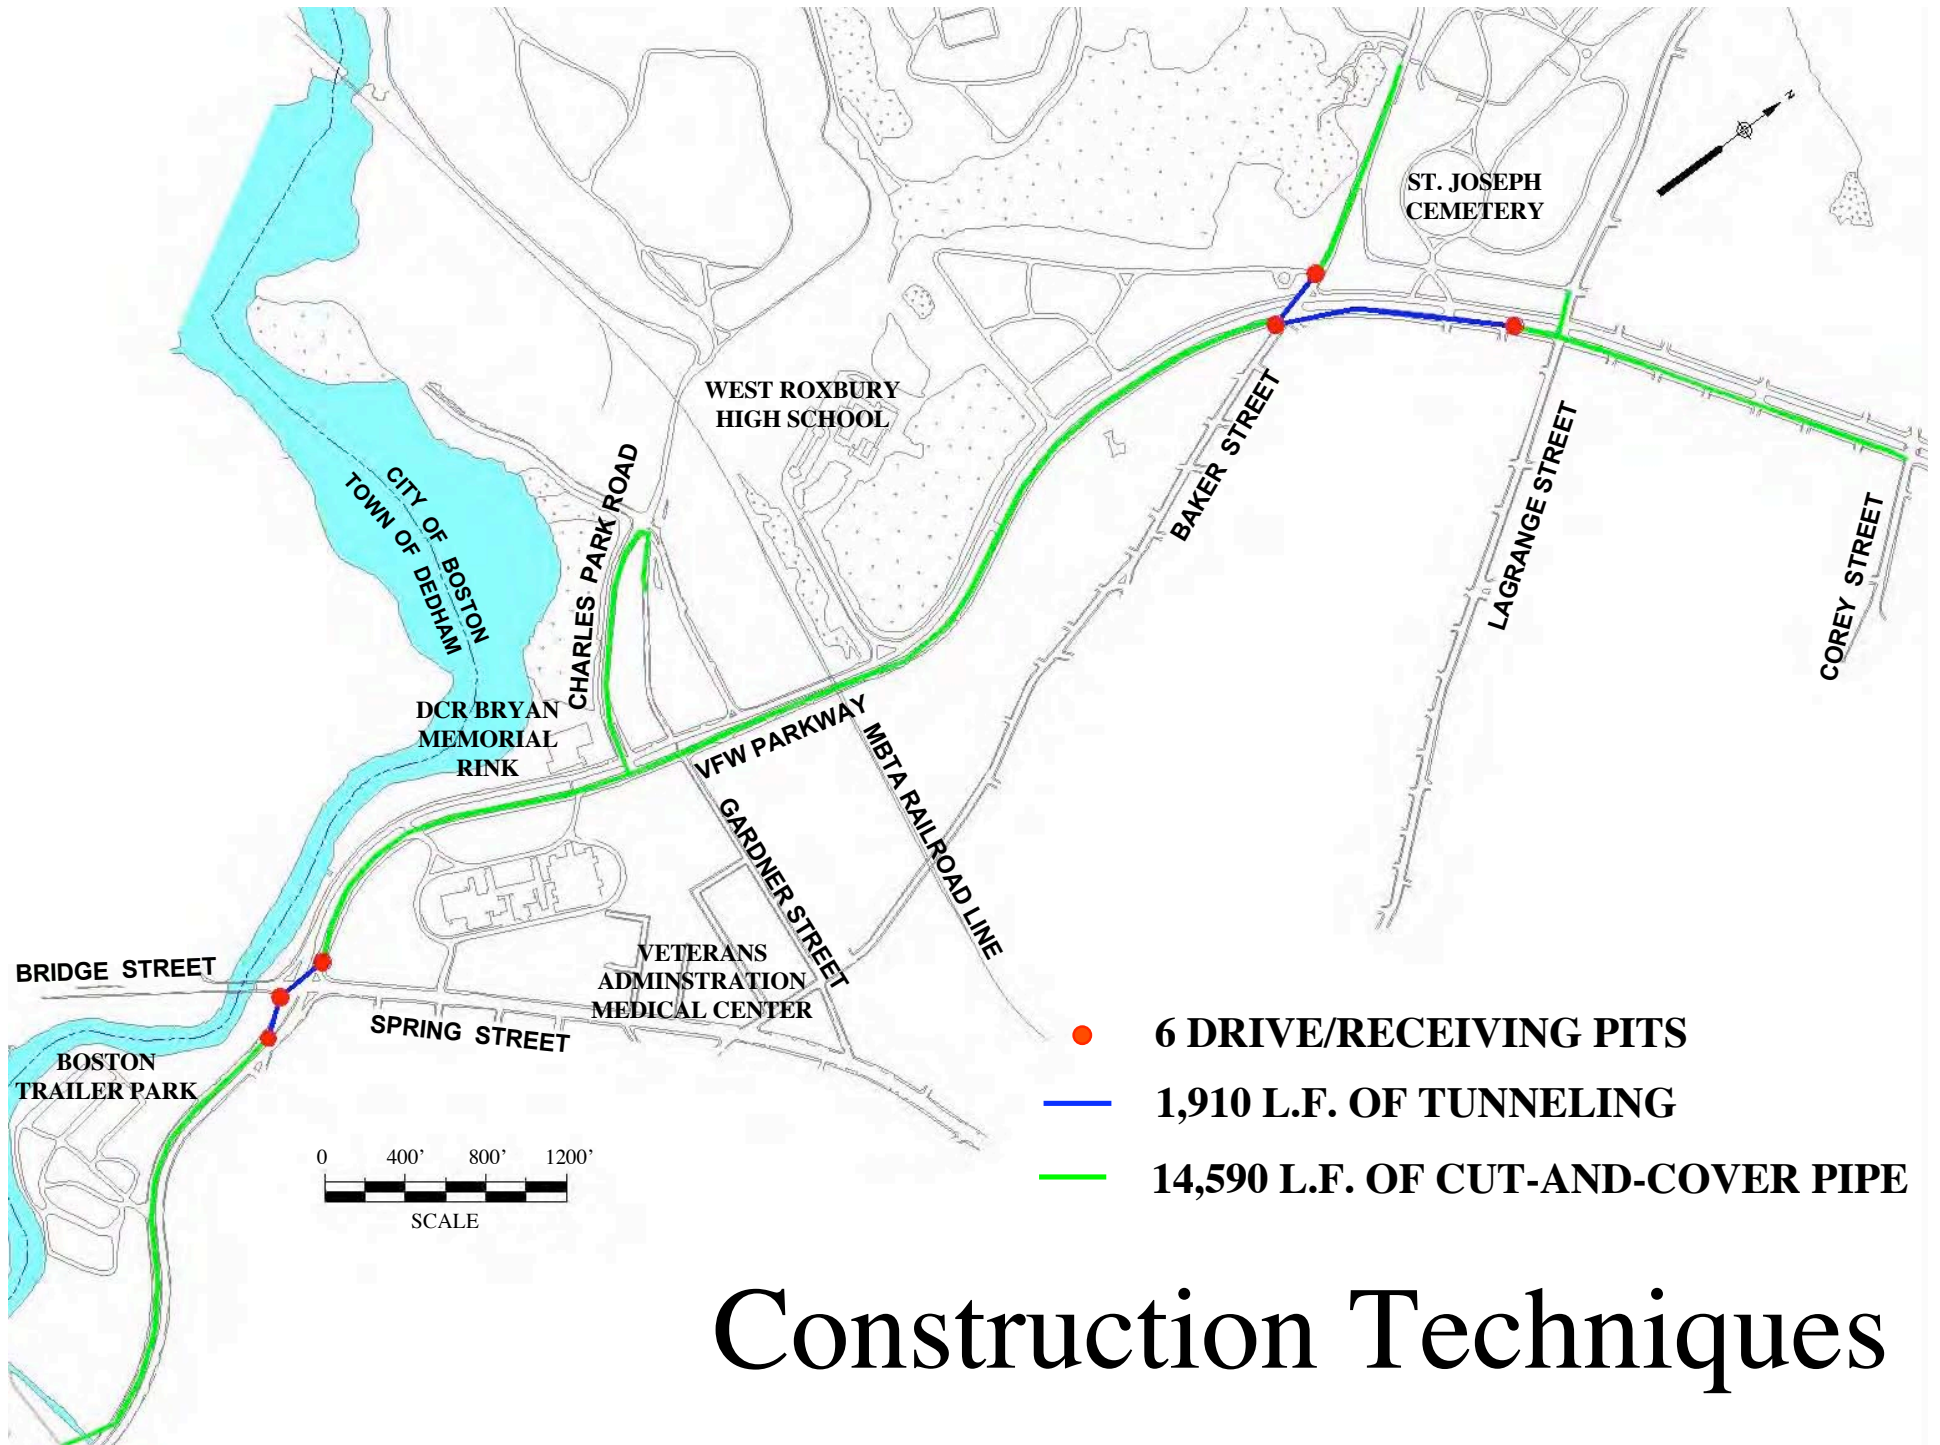 N
ST. JOSEPH
CEMETERY
WEST ROXBURY
HIGH SCHOOL
BAKER STREET
LAGRANGE STREET
COREY STREET
CHARLES PARK ROAD
CITY OF BOSTON
TOWN OF DEDHAM
DCR BRYAN
MEMORIAL
RINK
VFW PARKWAY
MBTA RAILROAD LINE
GARDNER STREET
VETERANS
ADMINSTRATION
MEDICAL CENTER
BRIDGE STREET
SPRING STREET
BOSTON
TRAILER PARK
0 400' 800' 1200'
SCALE
6 DRIVE/RECEIVING PITS
1,910 L.F. OF TUNNELING
14,590 L.F. OF CUT-AND-COVER PIPE
Construction Techniques